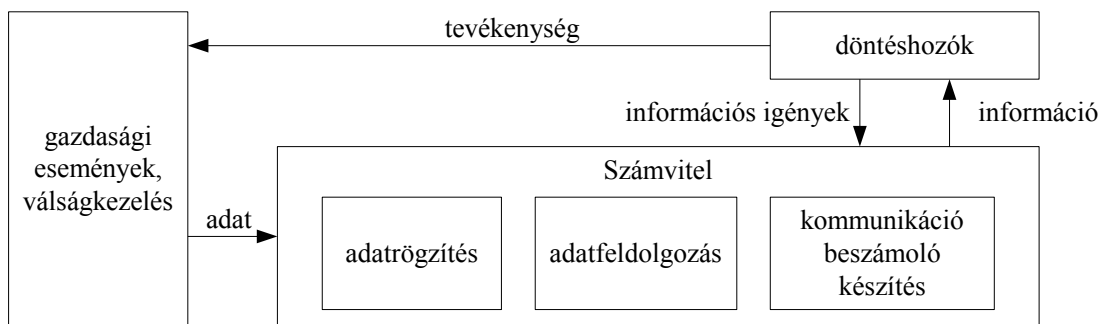 tevékenység
döntéshozók
információs igények
információ
gazdasági
események,
válságkezelés
adat
Számvitel
adatrögzítés
adatfeldolgozás
kommunikáció
beszámoló
készítés